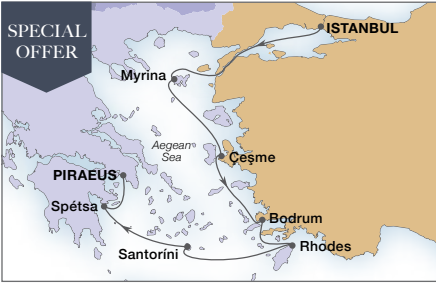 SPECIAL
OFFER
ISTANBUL
Myrina
Aegean
Sea
Çeşme
PIRAEUS
Spétsa
Bodrum
Santoríni
Rhodes